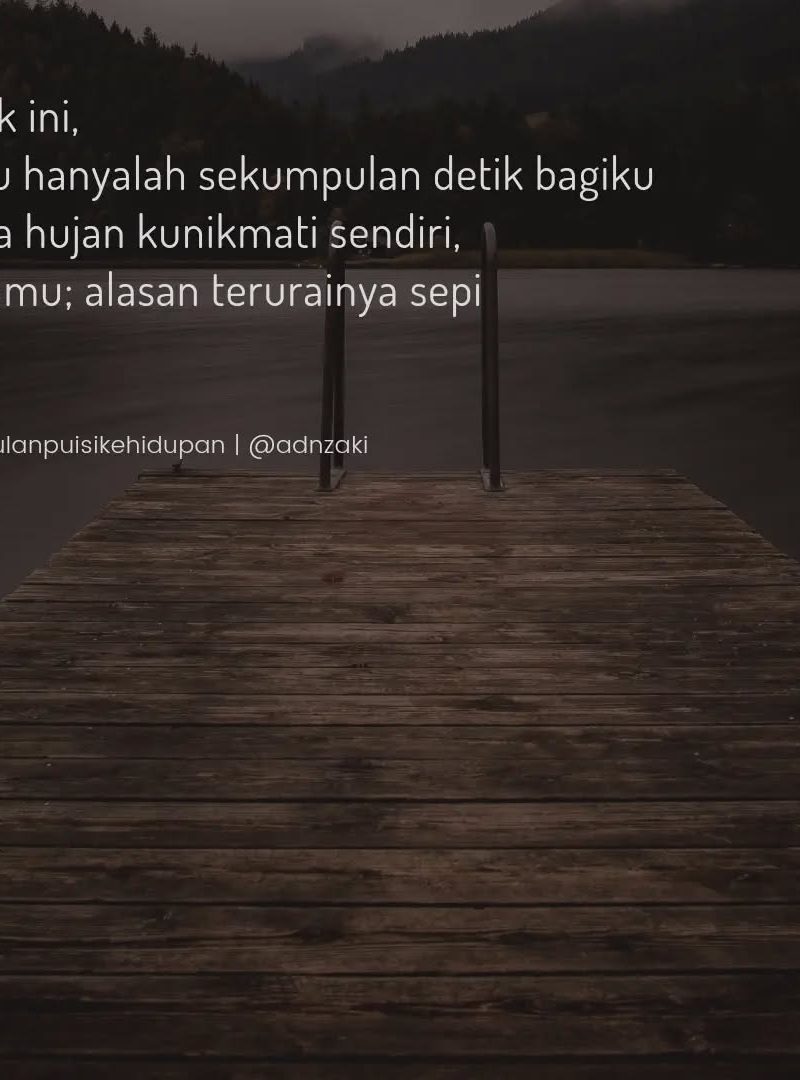 k ini,
u hanyalah sekumpulan detik bagiku
a hujan kunikmati sendiri,
mu; alasan terurainya sepi
ulanpuisikehidupan | @adnzaki